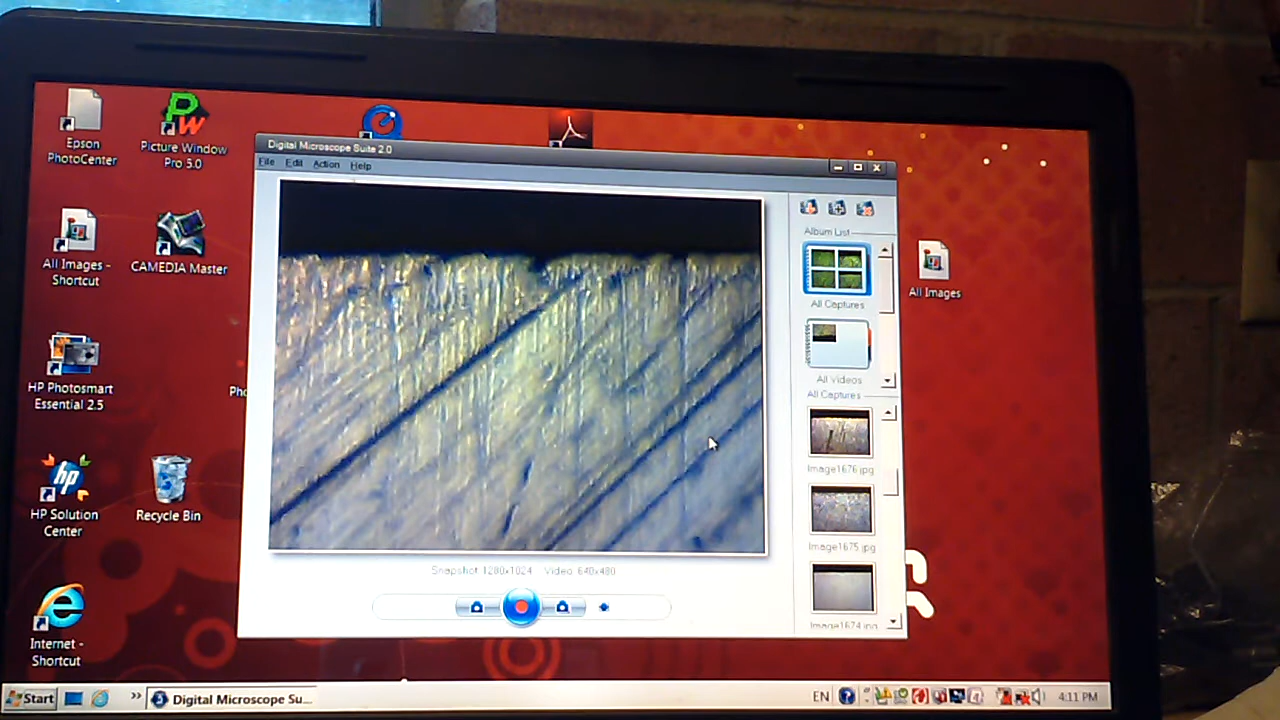 Epson
PhotoCenter
Picture Window
Pro 5.0
All Images -
Shortcut
CAMEDIA Master
HP Photosmart
Essential 2.5
Pho
HP Solution
Center
Recycle Bin
Internet -
Shortcut
All Images
Digital Microscope Suite 2.0
File Edit Action Help
Album List
All Captures
All Videos
All Captures
Image1676.jpg
Image1675.jpg
Image1674.jpg
Snapshot 1280x1024 Video 640x480
Start
»
Digital Microscope Su...
EN
4:11 PM